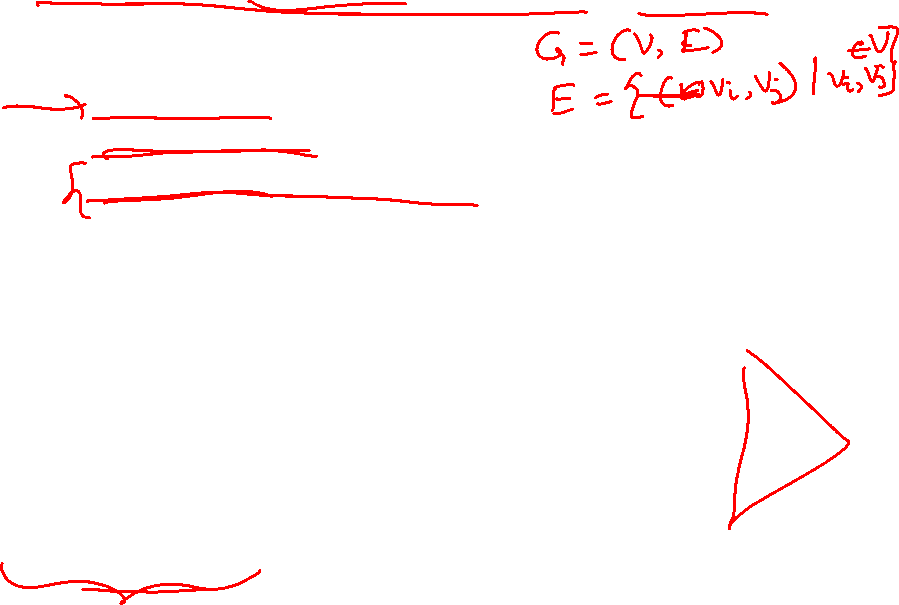 G = (V, E)
E = {(vi, vj) | vi, vj ∈ V}